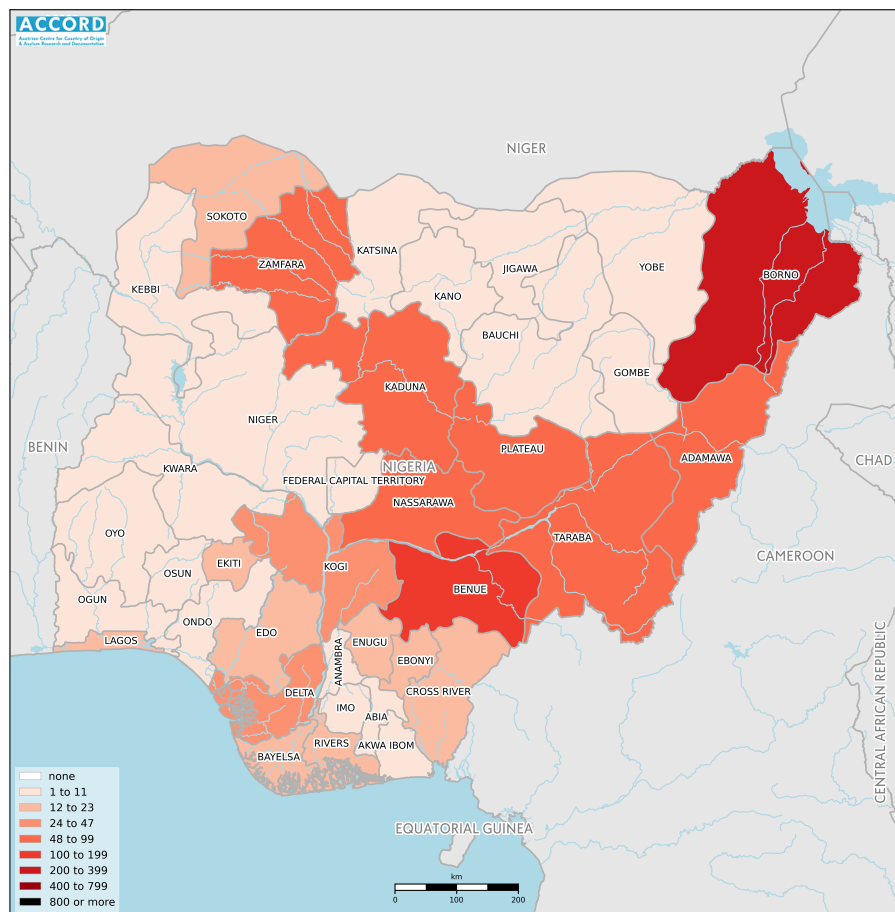 ACCORD
Austrian Centre for Country of Origin
& Asylum Research and Documentation
NIGER
SOKOTO
KATSINA
ZAMFARA
JIGAWA
YOBE
BORNO
KEBBI
KANO
BAUCHI
GOMBE
KADUNA
NIGER
BENIN
PLATEAU
ADAMAWA
CHAD
KWARA
NIGERIA
FEDERAL CAPITAL TERRITORY
NASSARAWA
OYO
TARABA
CAMEROON
EKITI
KOGI
OSUN
BENUE
OGUN
ONDO
EDO
LAGOS
ENUGU
EBONYI
ANAMBRA
DELTA
CROSS RIVER
IMO
ABIA
CENTRAL AFRICAN REPUBLIC
RIVERS
AKWA IBOM
BAYELSA
EQUATORIAL GUINEA
none
1 to 11
12 to 23
24 to 47
48 to 99
100 to 199
200 to 399
400 to 799
800 or more
km
0 100 200